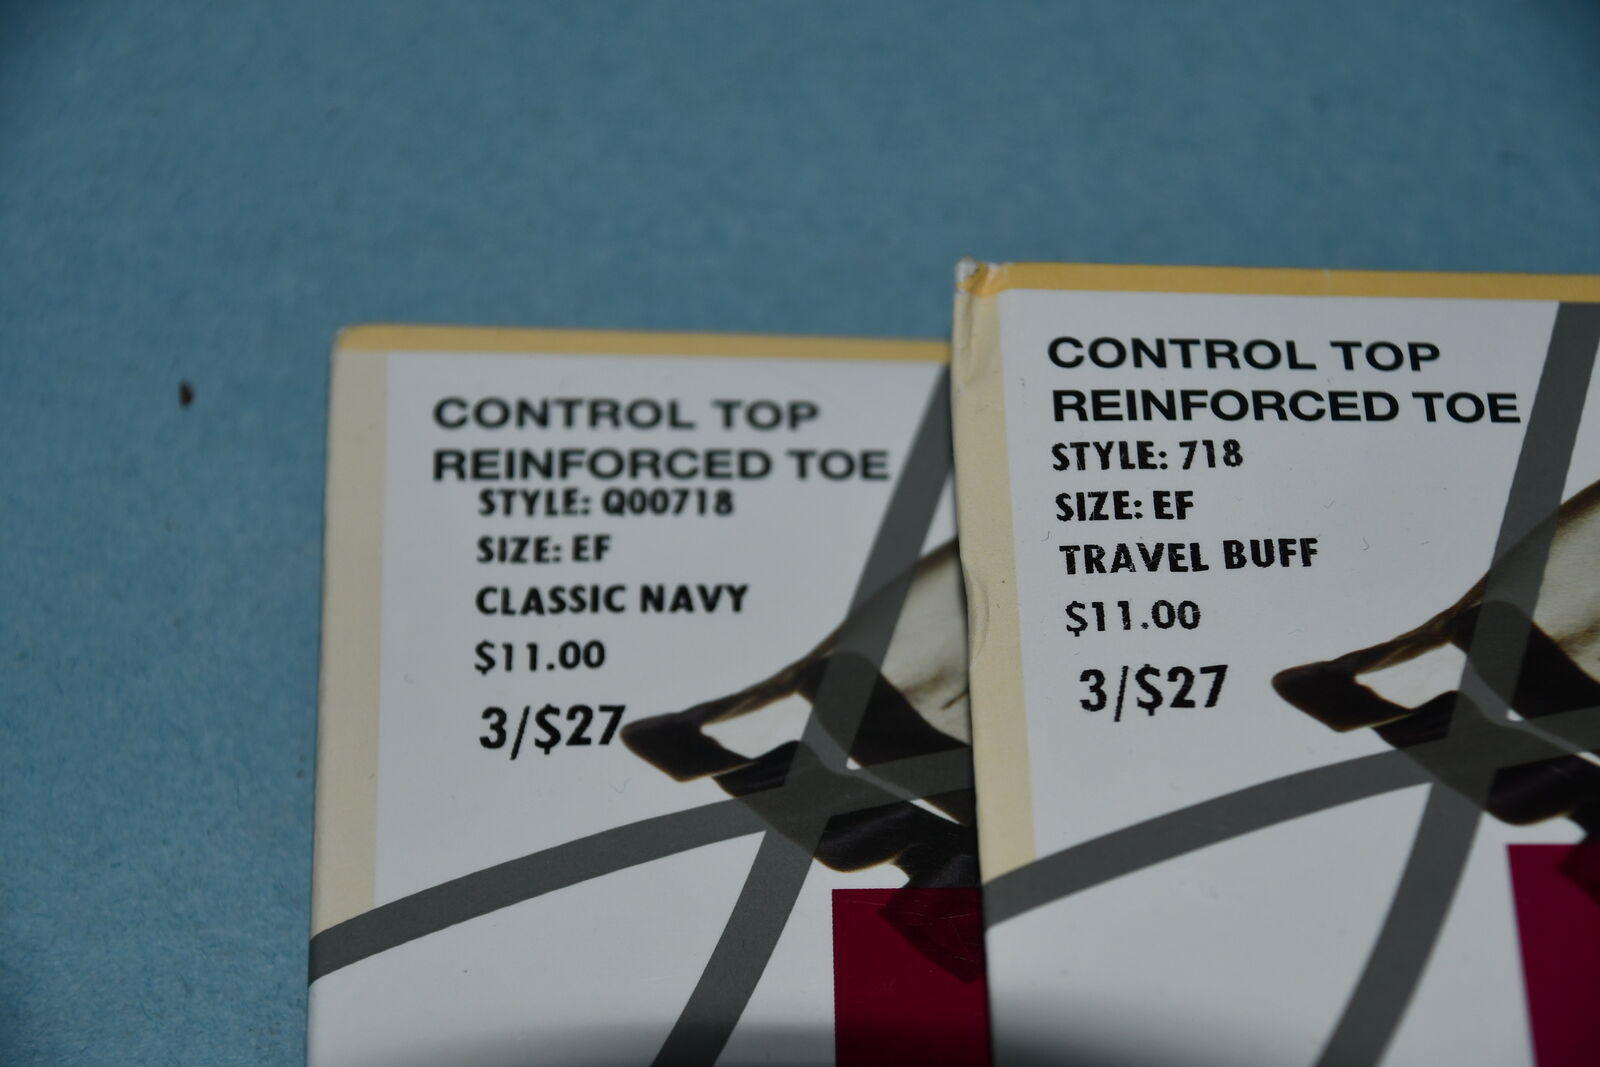 CONTROL TOP
REINFORCED TOE
STYLE: Q00718
SIZE: EF
CLASSIC NAVY
$11.00
3/$27
CONTROL TOP
REINFORCED TOE
STYLE: 718
SIZE: EF
TRAVEL BUFF
$11.00
3/$27